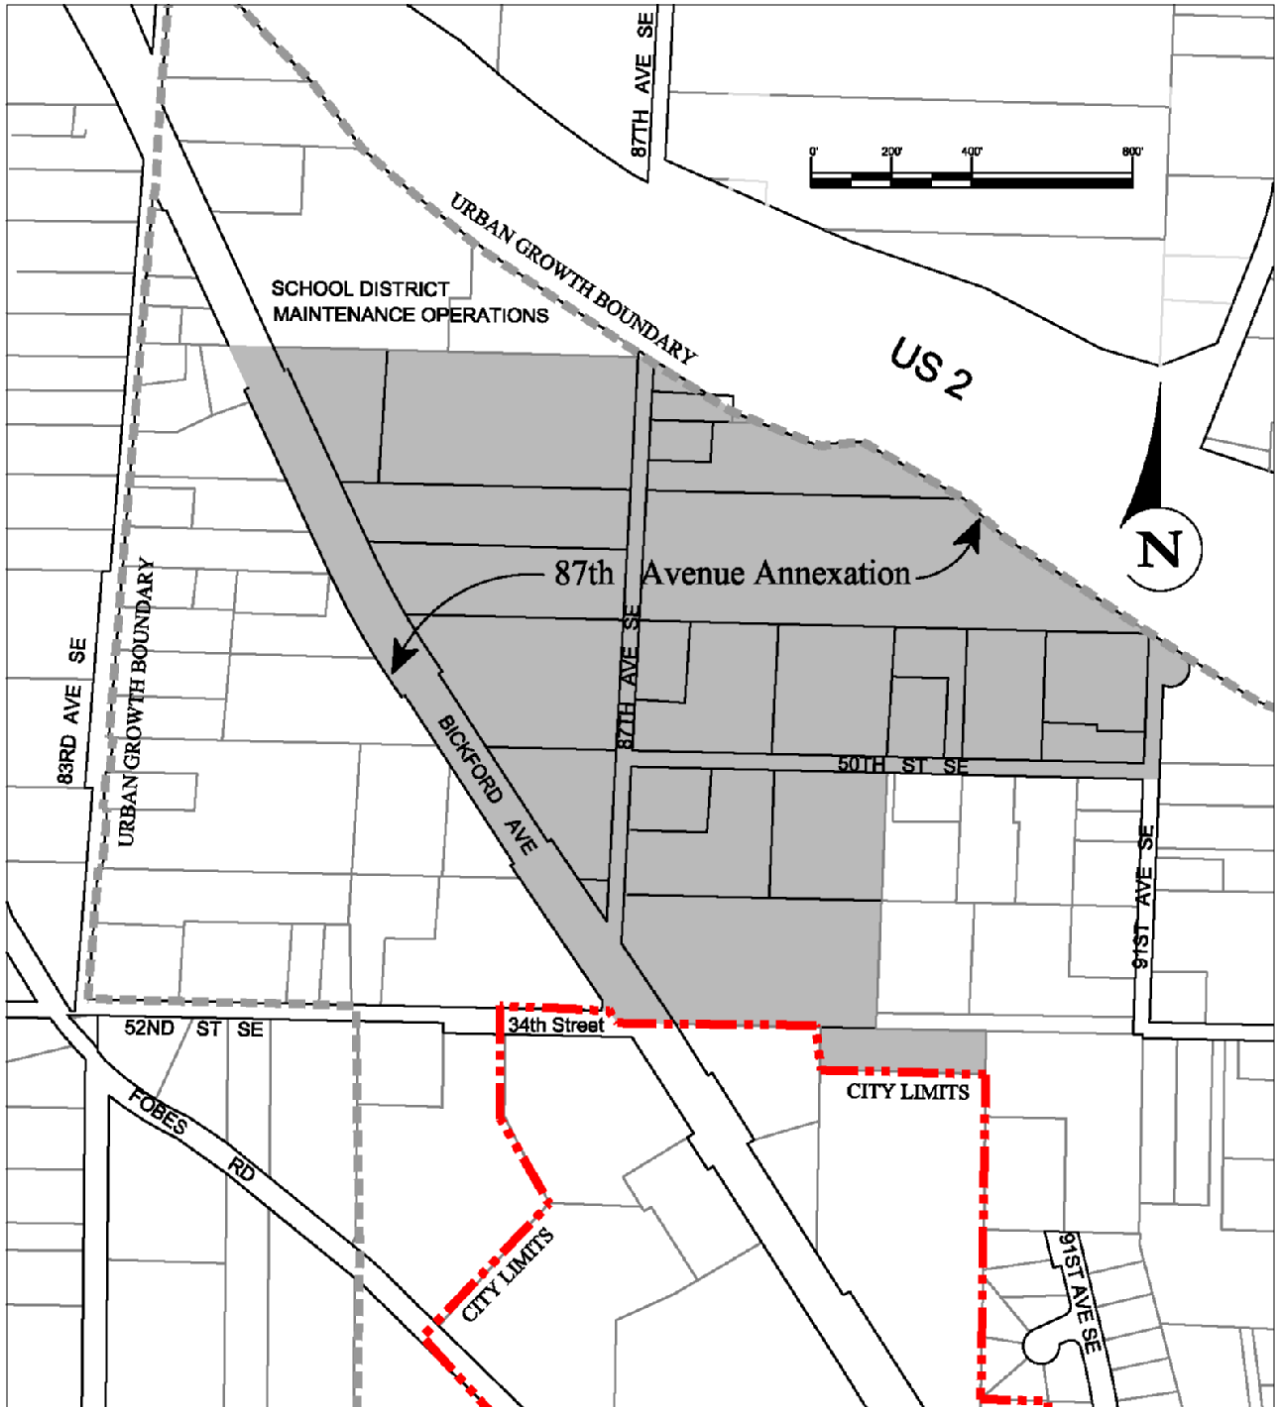 87TH AVE SE
0' 200' 400' 800'
URBAN GROWTH BOUNDARY
SCHOOL DISTRICT
MAINTENANCE OPERATIONS
US 2
N
87th Avenue Annexation
83RD AVE SE
URBAN GROWTH BOUNDARY
87TH AVE SE
BICKFORD AVE
50TH ST SE
91ST AVE SE
52ND ST SE
34th Street
CITY LIMITS
FOBES RD
CITY LIMITS
91ST AVE SE